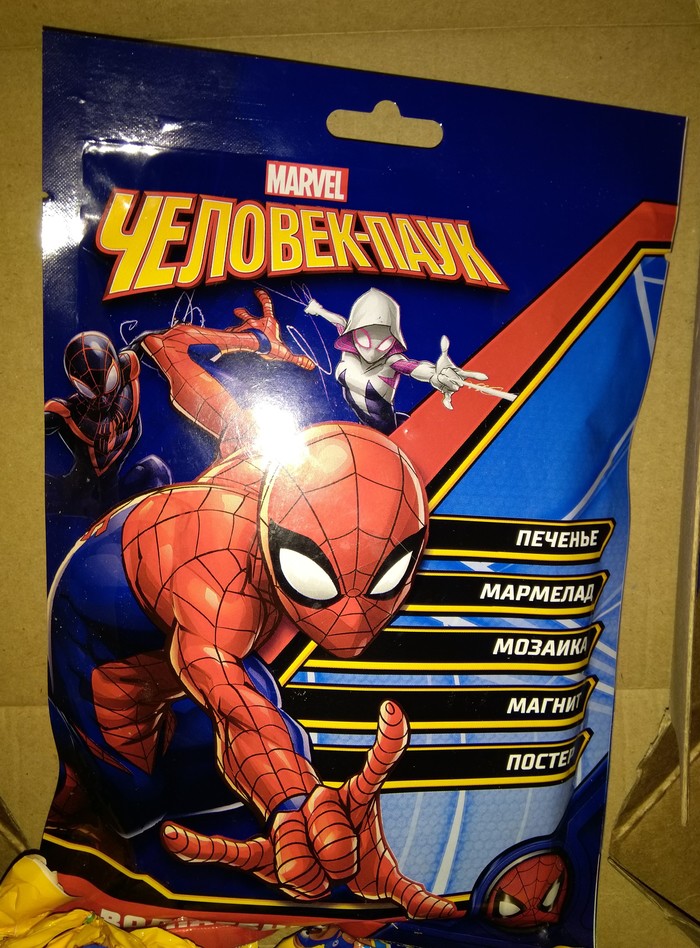 MARVEL
ЧЕЛОВЕК-ПАУК
ПЕЧЕНЬЕ
МАРМЕЛАД
МОЗАИКА
МАГНИТ
ПОСТЕР